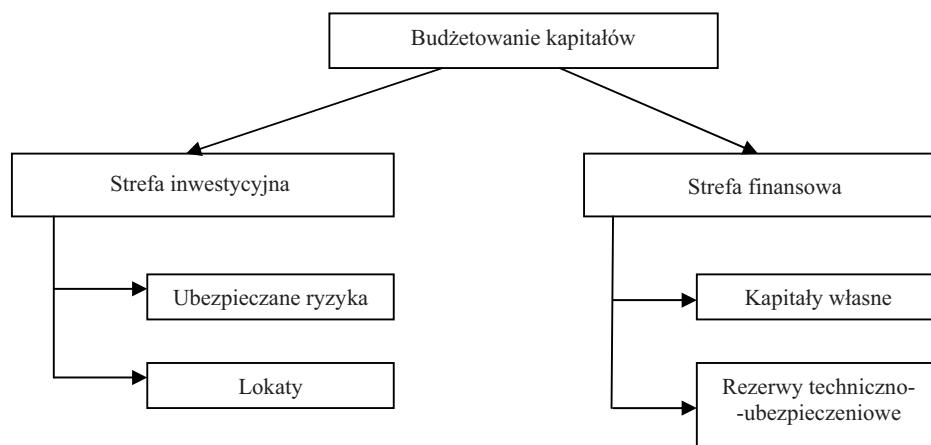 Budżetowanie kapitałów
Strefa inwestycyjna
Strefa finansowa
Ubezpieczane ryzyka
Kapitały własne
Lokaty
Rezerwy techniczno-
-ubezpieczeniowe